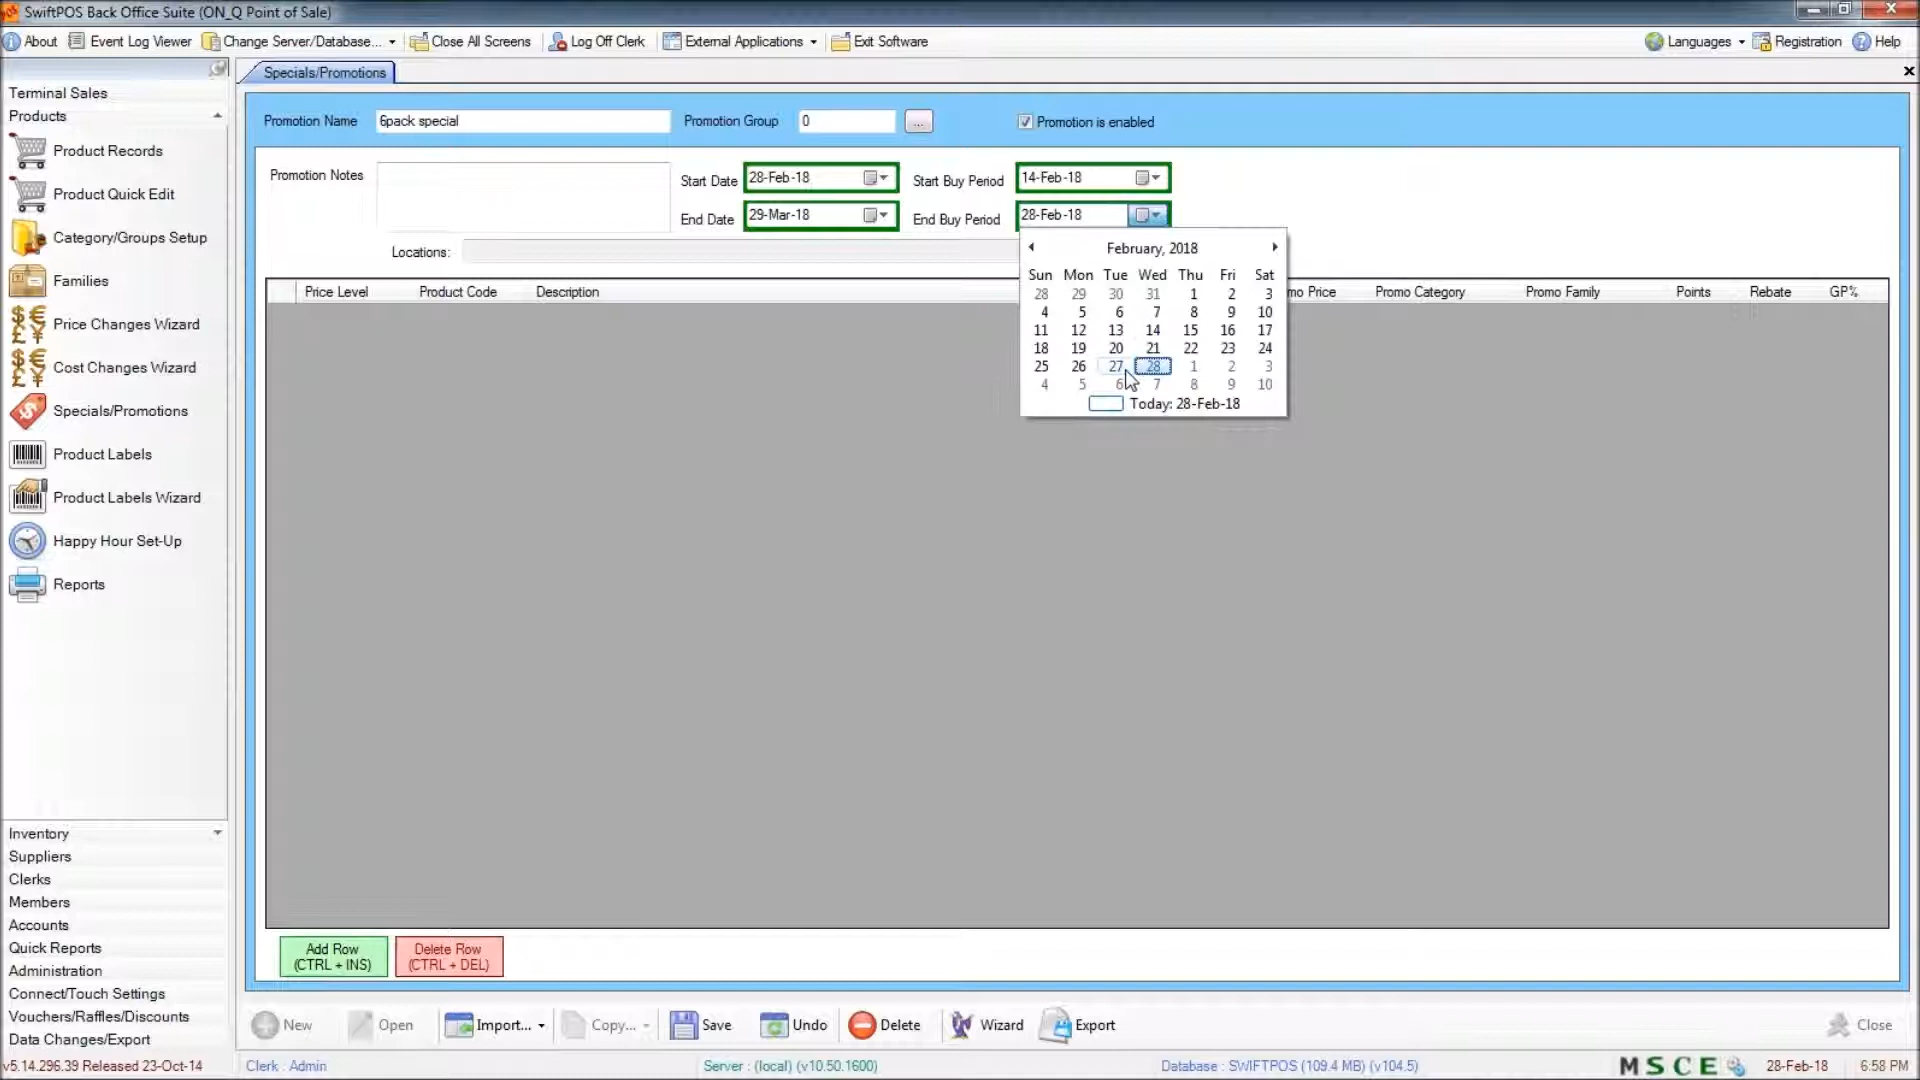 SwiftPOS Back Office Suite (ON_Q Point of Sale)
About Event Log Viewer Change Server/Database... Close All Screens Log Off Clerk External Applications Exit Software Languages Registration Help
Specials/Promotions
Terminal Sales
Products
Product Records
Product Quick Edit
Category/Groups Setup
Families
Price Changes Wizard
Cost Changes Wizard
Specials/Promotions
Product Labels
Product Labels Wizard
Happy Hour Set-Up
Reports
Inventory
Suppliers
Clerks
Members
Accounts
Quick Reports
Administration
Connect/Touch Settings
Vouchers/Raffles/Discounts
Data Changes/Export
Promotion Name 6pack special Promotion Group 0 ... Promotion is enabled
Promotion Notes Start Date 28-Feb-18 Start Buy Period 14-Feb-18
End Date 29-Mar-18 End Buy Period 28-Feb-18
Locations:
Price Level Product Code Description mo Price Promo Category Promo Family Points Rebate GP%
February, 2018
Sun Mon Tue Wed Thu Fri Sat
28 29 30 31 1 2 3
4 5 6 7 8 9 10
11 12 13 14 15 16 17
18 19 20 21 22 23 24
25 26 27 28 1 2 3
4 5 6 7 8 9 10
Today: 28-Feb-18
Add Row
(CTRL + INS)
Delete Row
(CTRL + DEL)
New Open Import... Copy... Save Undo Delete Wizard Export Close
v5.14.296.39 Released 23-Oct-14 Clerk : Admin Server : (local) (v10.50.1600) Database : SWIFTPOS (109.4 MB) (v104.5) M S C E 28-Feb-18 6:58 PM